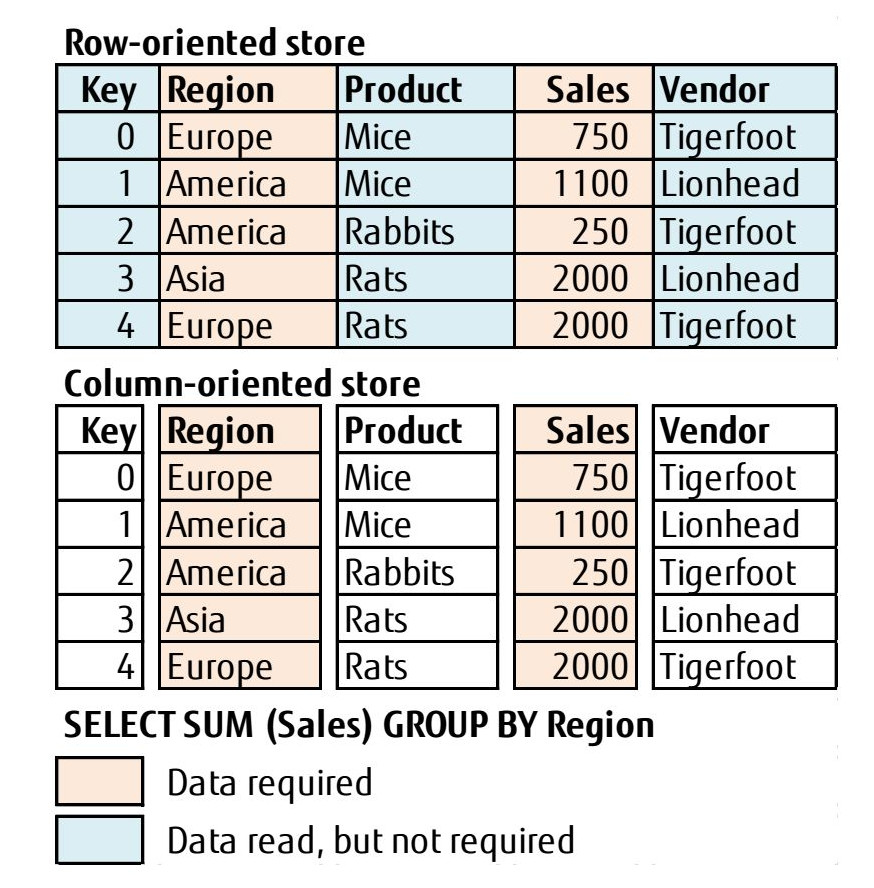 Row-oriented store
Key Region Product Sales Vendor
0 Europe Mice 750 Tigerfoot
1 America Mice 1100 Lionhead
2 America Rabbits 250 Tigerfoot
3 Asia Rats 2000 Lionhead
4 Europe Rats 2000 Tigerfoot
Column-oriented store
Key Region Product Sales Vendor
0 Europe Mice 750 Tigerfoot
1 America Mice 1100 Lionhead
2 America Rabbits 250 Tigerfoot
3 Asia Rats 2000 Lionhead
4 Europe Rats 2000 Tigerfoot
SELECT SUM (Sales) GROUP BY Region
Data required
Data read, but not required